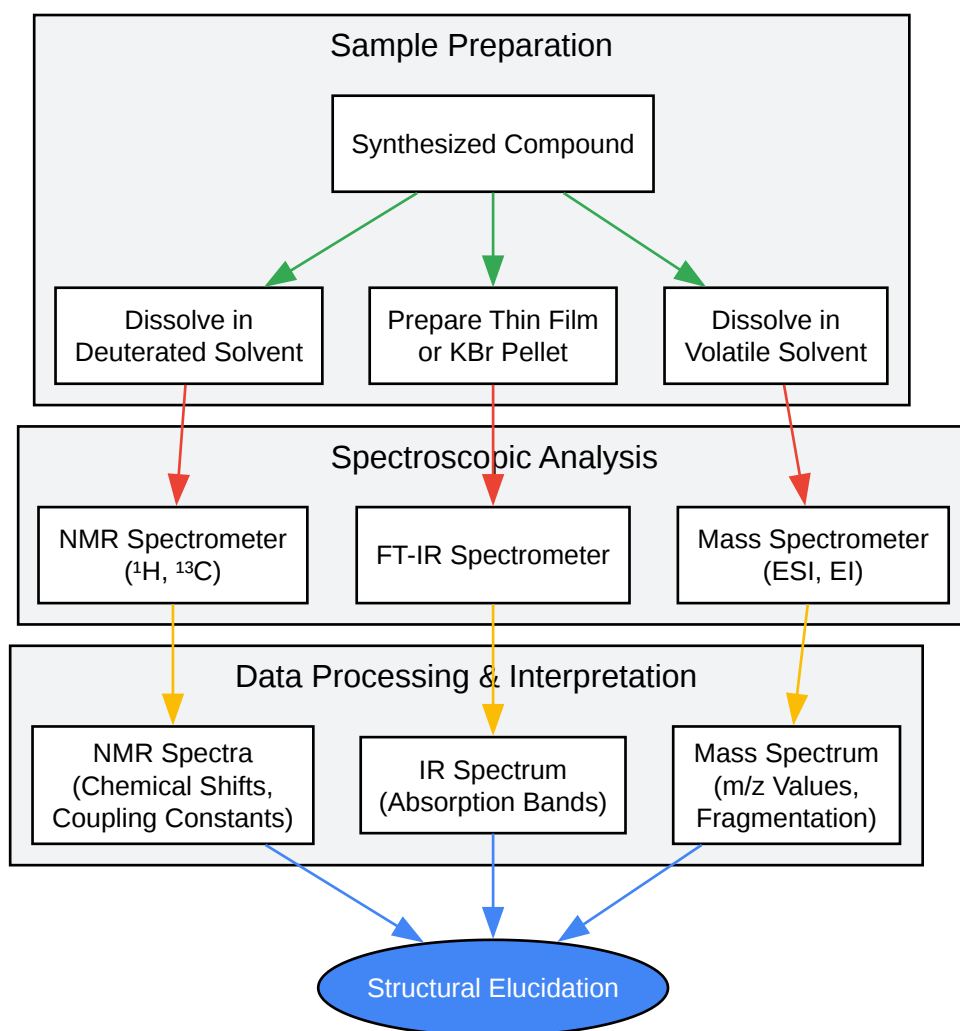 Sample Preparation
Synthesized Compound
Dissolve in
Deuterated Solvent
Prepare Thin Film
or KBr Pellet
Dissolve in
Volatile Solvent
Spectroscopic Analysis
NMR Spectrometer
(¹H, ¹³C)
FT-IR Spectrometer
Mass Spectrometer
(ESI, EI)
Data Processing & Interpretation
NMR Spectra
(Chemical Shifts,
Coupling Constants)
IR Spectrum
(Absorption Bands)
Mass Spectrum
(m/z Values,
Fragmentation)
Structural Elucidation